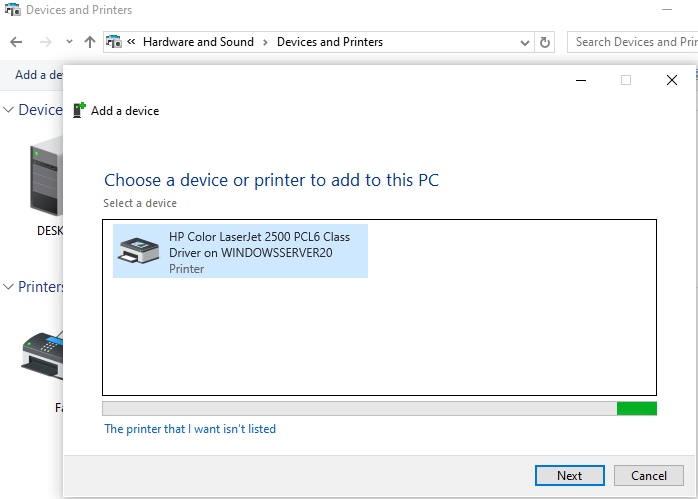 Devices and Printers
« Hardware and Sound > Devices and Printers
Search Devices and Prin
Add a de
Device
DESK
Printers
Fa
Add a device
Choose a device or printer to add to this PC
Select a device
HP Color LaserJet 2500 PCL6 Class
Driver on WINDOWSSERVER20
Printer
The printer that I want isn't listed
Next
Cancel